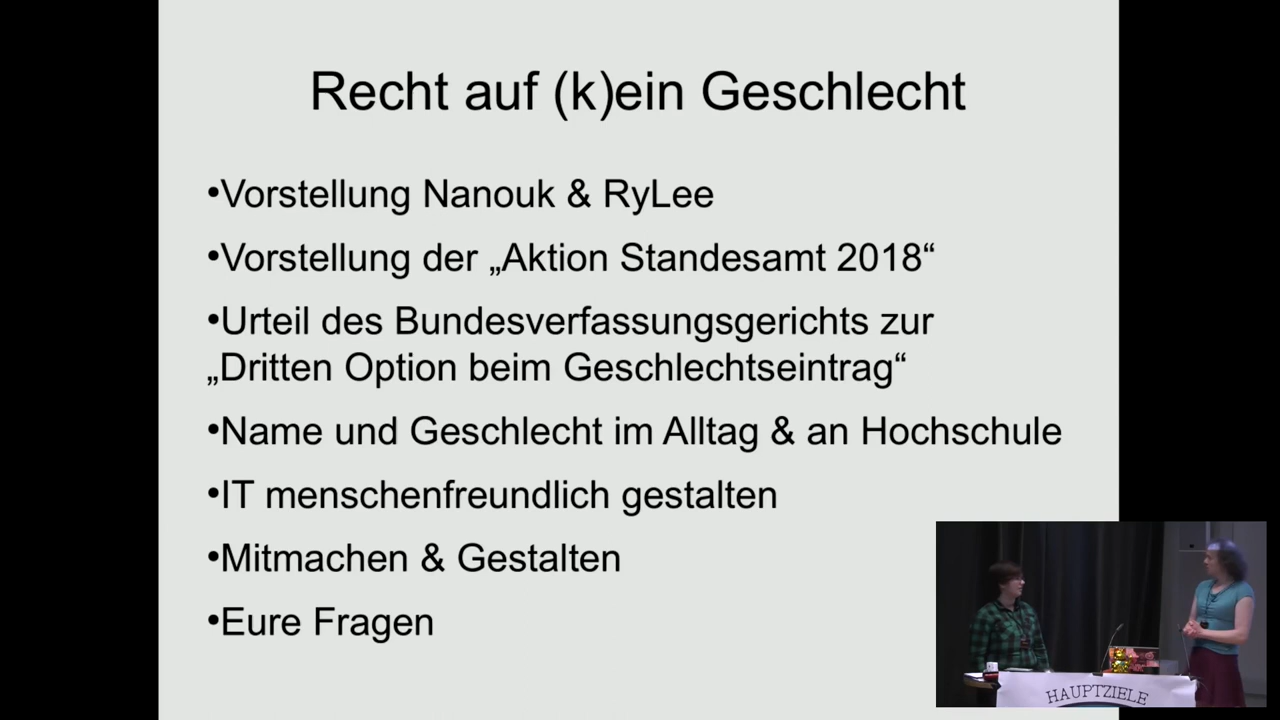 Recht auf (k)ein Geschlecht
•Vorstellung Nanouk & RyLee
•Vorstellung der „Aktion Standesamt 2018“
•Urteil des Bundesverfassungsgerichts zur
„Dritten Option beim Geschlechtseintrag“
•Name und Geschlecht im Alltag & an Hochschule
•IT menschenfreundlich gestalten
•Mitmachen & Gestalten
•Eure Fragen
HAUPTZIELE